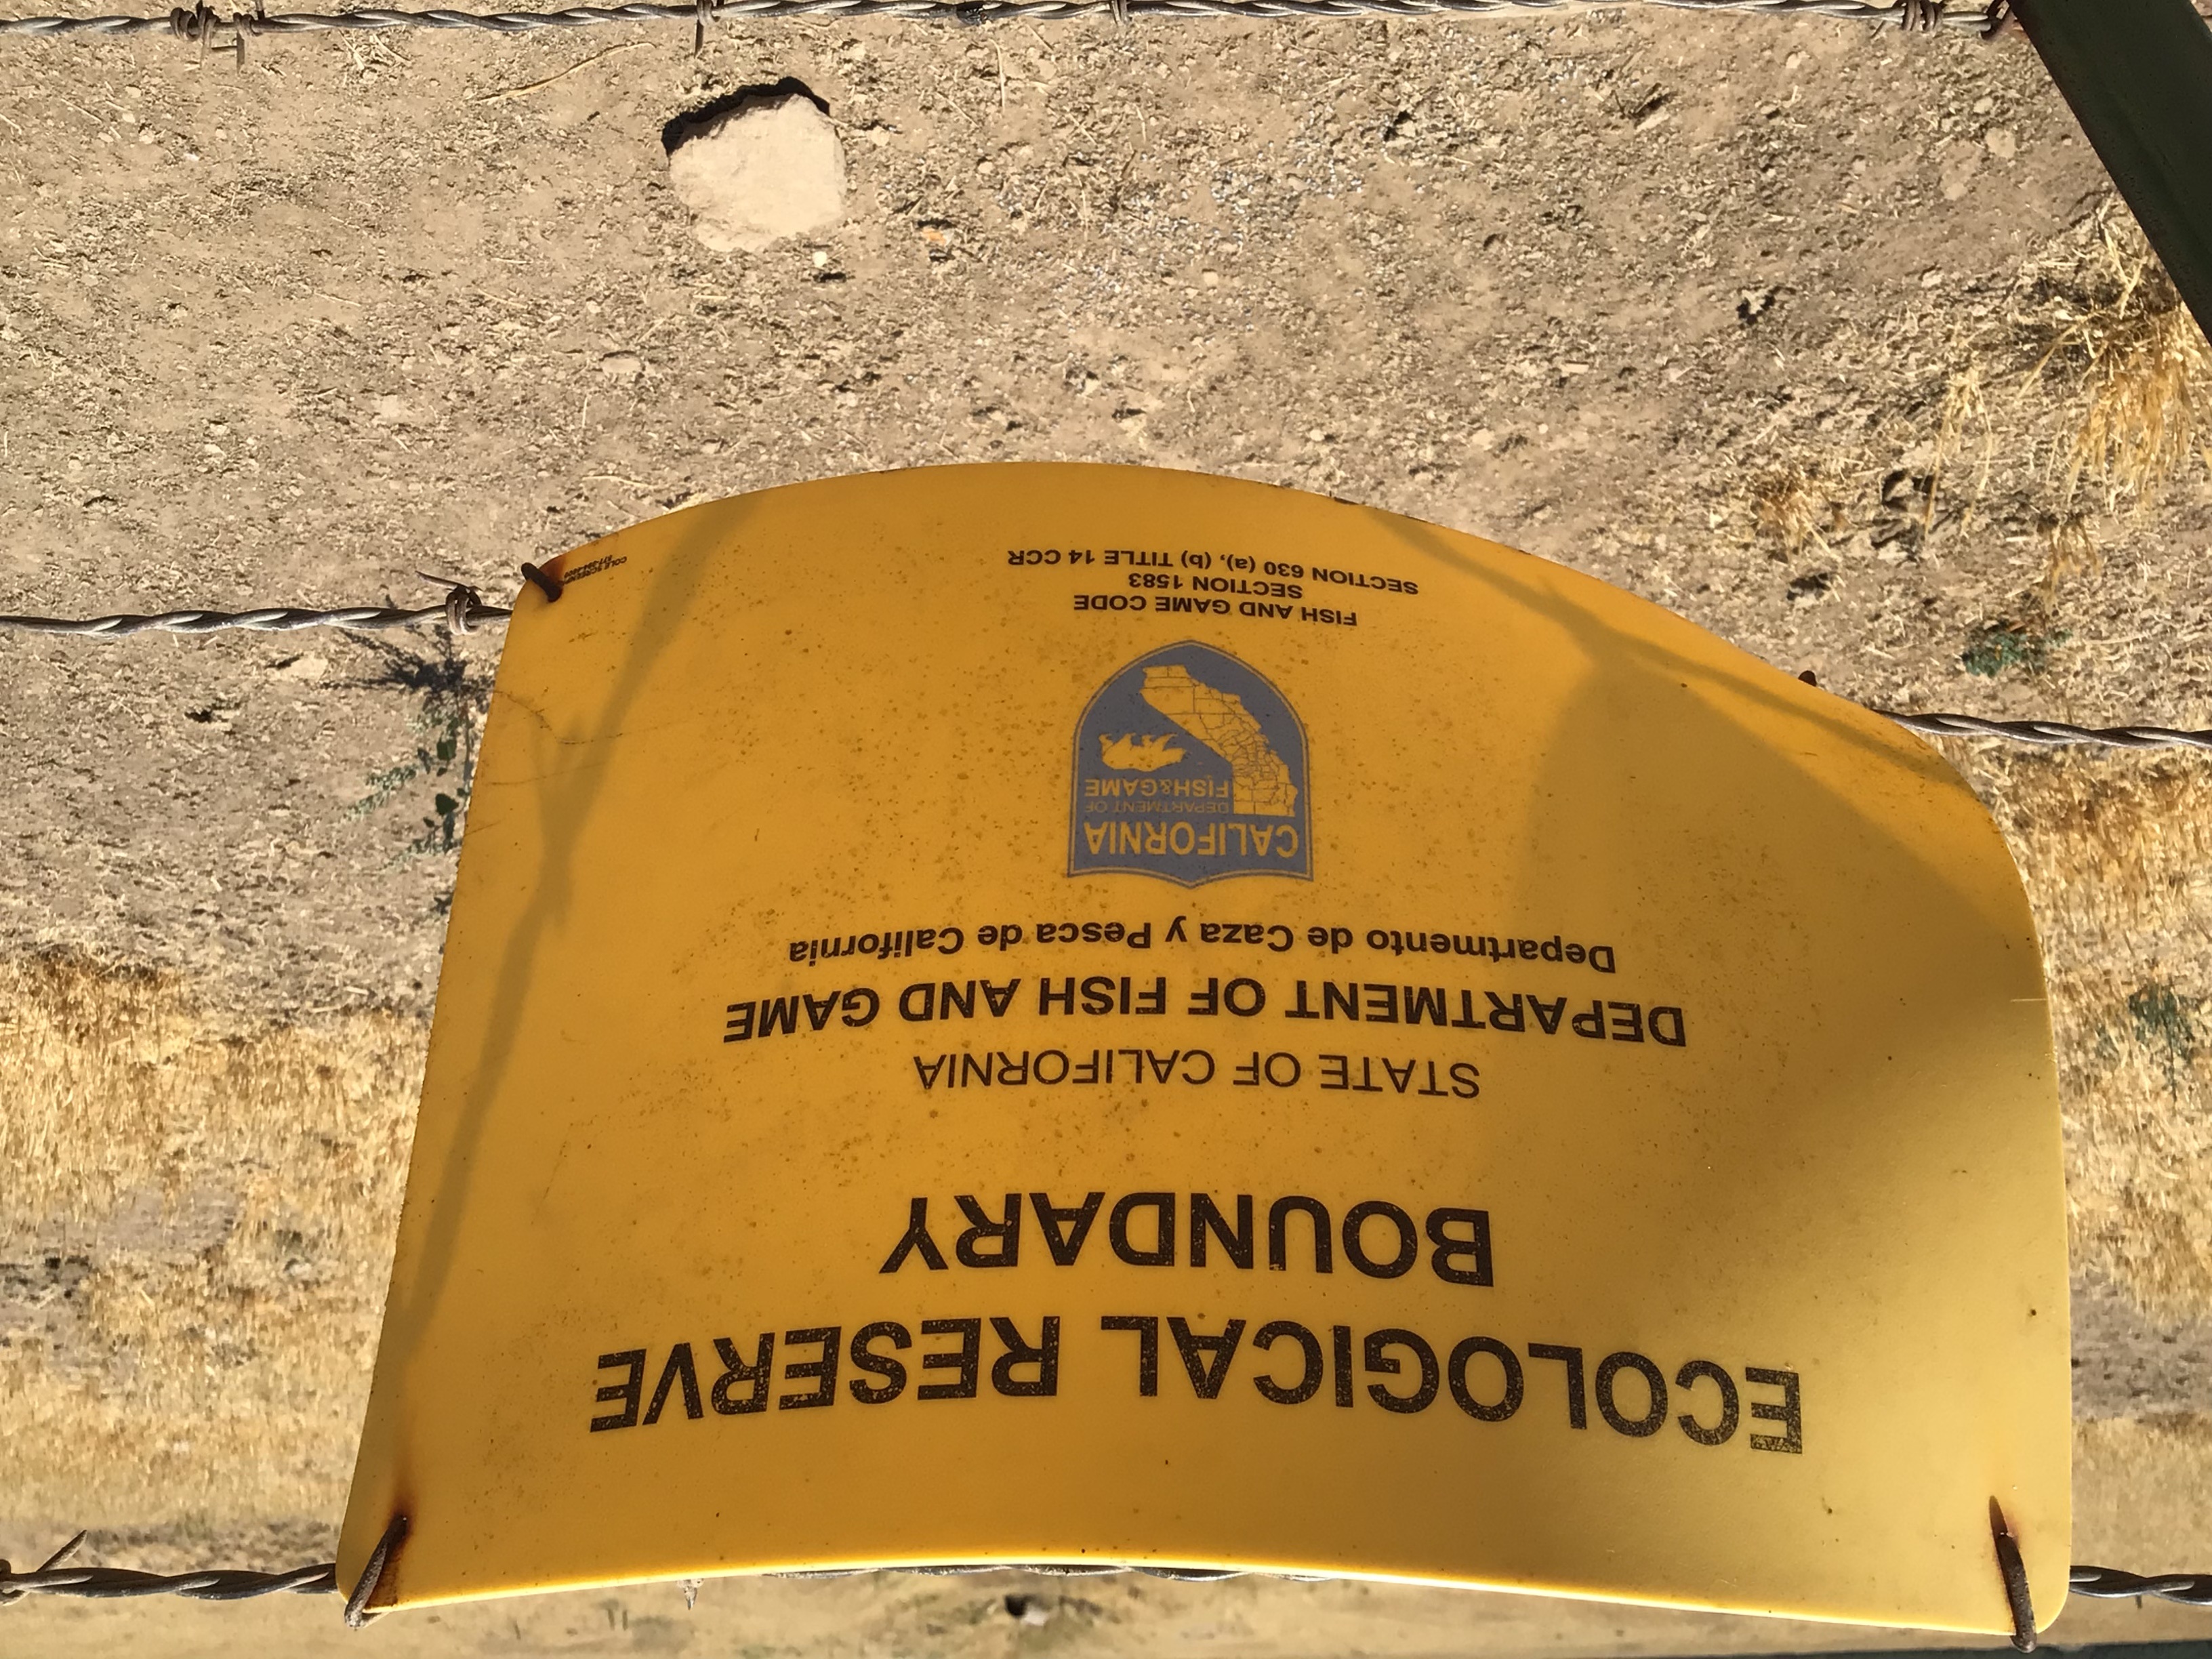 ECOLOGICAL RESERVE
BOUNDARY
STATE OF CALIFORNIA
DEPARTMENT OF FISH AND GAME
Departmento de Caza y Pesca de California
CALIFORNIA
DEPARTMENT OF
FISH&GAME
FISH AND GAME CODE
SECTION 1583
SECTION 630 (a), (b) TITLE 14 CCR